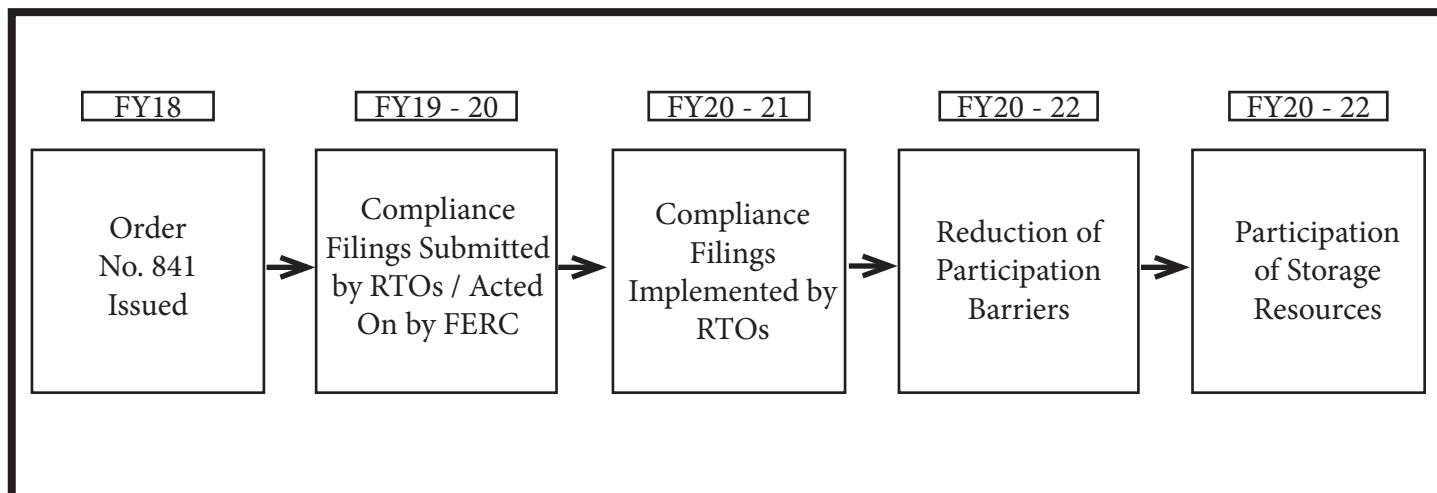 FY18
Order
No. 841
Issued
FY19 - 20
Compliance
Filings Submitted
by RTOs / Acted
On by FERC
FY20 - 21
Compliance
Filings
Implemented by
RTOs
FY20 - 22
Reduction of
Participation
Barriers
FY20 - 22
Participation
of Storage
Resources